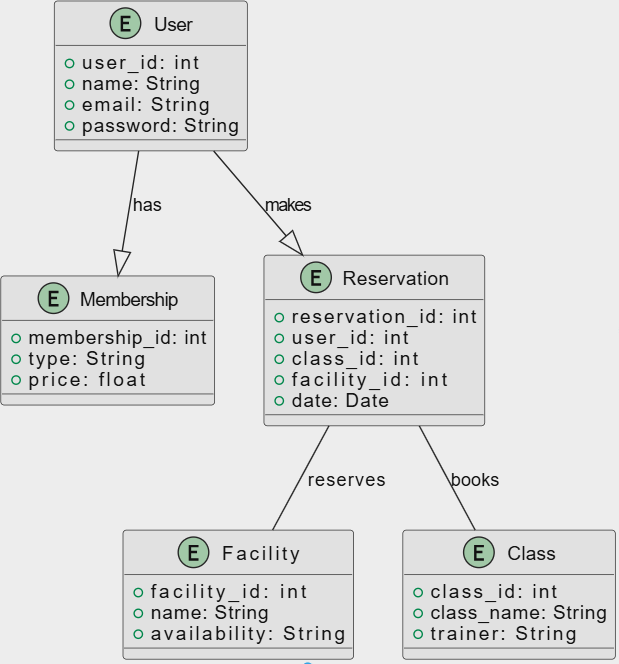 E User
user_id: int
name: String
email: String
password: String
has
makes
E Membership
membership_id: int
type: String
price: float
E Reservation
reservation_id: int
user_id: int
class_id: int
facility_id: int
date: Date
reserves
books
E Facility
facility_id: int
name: String
availability: String
E Class
class_id: int
class_name: String
trainer: String